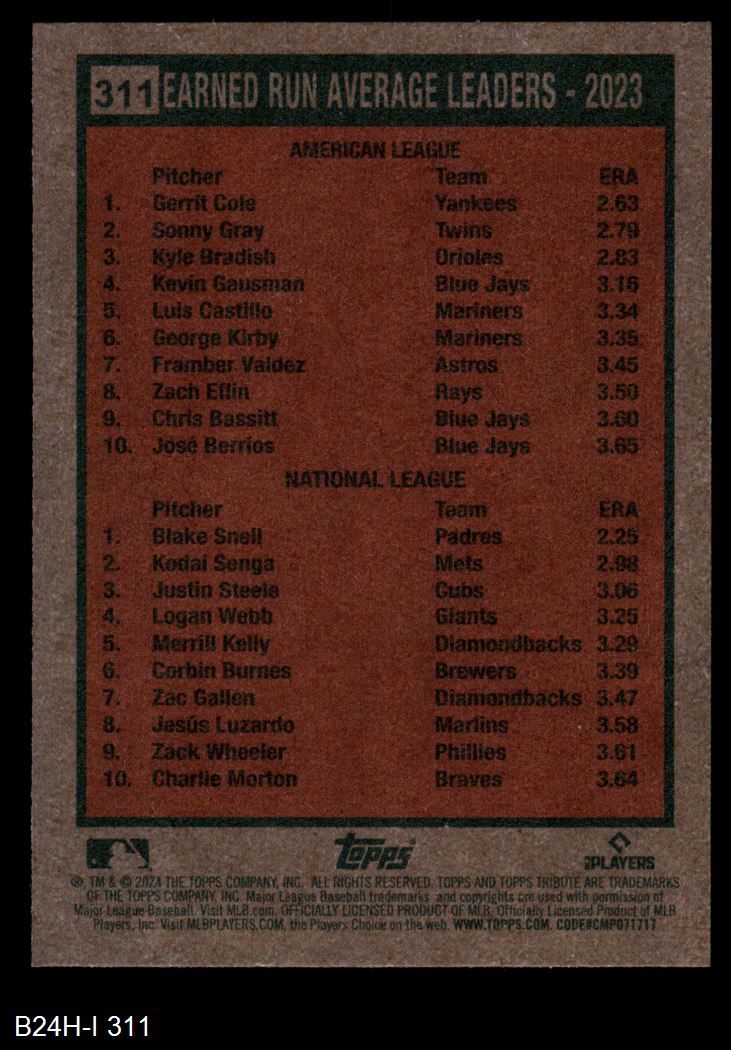 311 EARNED RUN AVERAGE LEADERS - 2023
AMERICAN LEAGUE
Pitcher Team ERA
1. Gerrit Cole Yankees 2.63
2. Sonny Gray Twins 2.79
3. Kyle Bradish Orioles 2.83
4. Kevin Gausman Blue Jays 3.16
5. Luis Castillo Mariners 3.34
6. George Kirby Mariners 3.35
7. Framber Valdez Astros 3.45
8. Zach Eflin Rays 3.50
9. Chris Bassitt Blue Jays 3.60
10. José Berríos Blue Jays 3.65
NATIONAL LEAGUE
Pitcher Team ERA
1. Blake Snell Padres 2.25
2. Kodai Senga Mets 2.98
3. Justin Steele Cubs 3.06
4. Logan Webb Giants 3.25
5. Merrill Kelly Diamondbacks 3.29
6. Corbin Burnes Brewers 3.39
7. Zac Gallen Diamondbacks 3.47
8. Jesús Luzardo Marlins 3.58
9. Zack Wheeler Phillies 3.61
10. Charlie Morton Braves 3.64
Topps
PLAYERS
®, TM & © 2024 THE TOPPS COMPANY, INC. ALL RIGHTS RESERVED. TOPPS AND TOPPS TRIBUTE ARE TRADEMARKS
OF THE TOPPS COMPANY, INC. Major League Baseball trademarks and copyrights are used with permission of
Major League Baseball. Visit MLB.com. OFFICIALLY LICENSED PRODUCT OF MLB. Officially Licensed Product of MLB
Players, Inc. Visit MLBPLAYERS.COM, the Players Choice on the web. WWW.TOPPS.COM. CODE#CMP071717
B24H-I 311